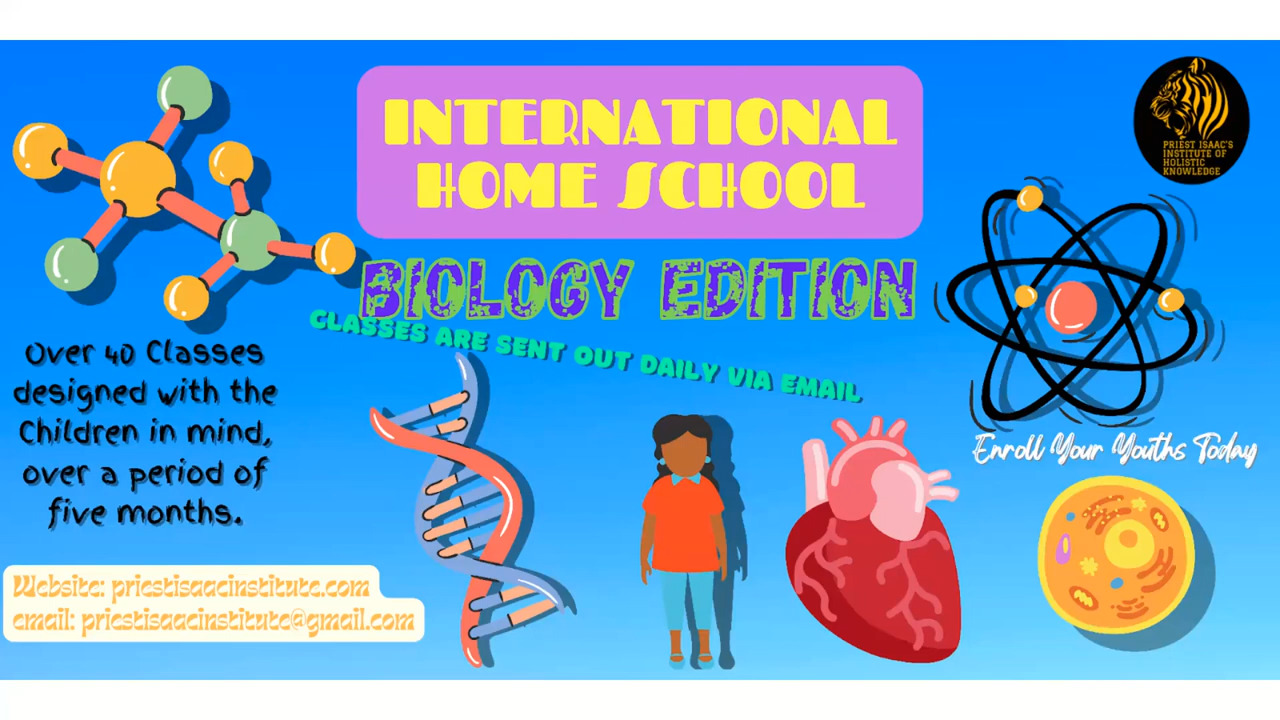 INTERNATIONAL
HOME SCHOOL
PRIEST ISAAC'S
INSTITUTE OF
HOLISTIC
KNOWLEDGE
BIOLOGY EDITION
CLASSES ARE SENT OUT DAILY VIA EMAIL
Over 40 Classes
designed with the
Children in mind,
over a period of
five months.
Enroll Your Youths Today
Website: priestisaacinstitute.com
email: priestisaacinstitute@gmail.com